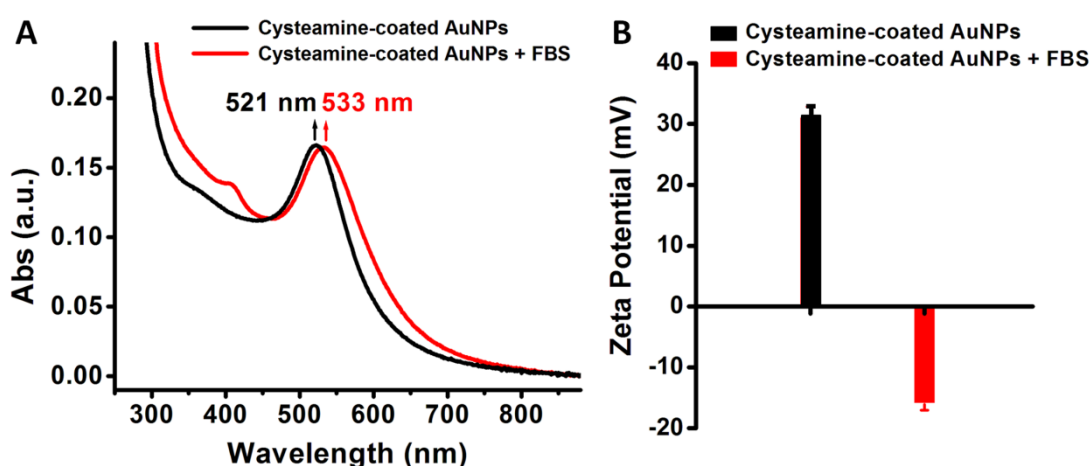 A
Cysteamine-coated AuNPs
Cysteamine-coated AuNPs + FBS
521 nm 533 nm
0.20
0.15
0.10
0.05
0.00
Abs (a.u.)
300 400 500 600 700 800
Wavelength (nm)
B
Cysteamine-coated AuNPs
Cysteamine-coated AuNPs + FBS
40
30
20
10
0
-10
-20
Zeta Potential (mV)